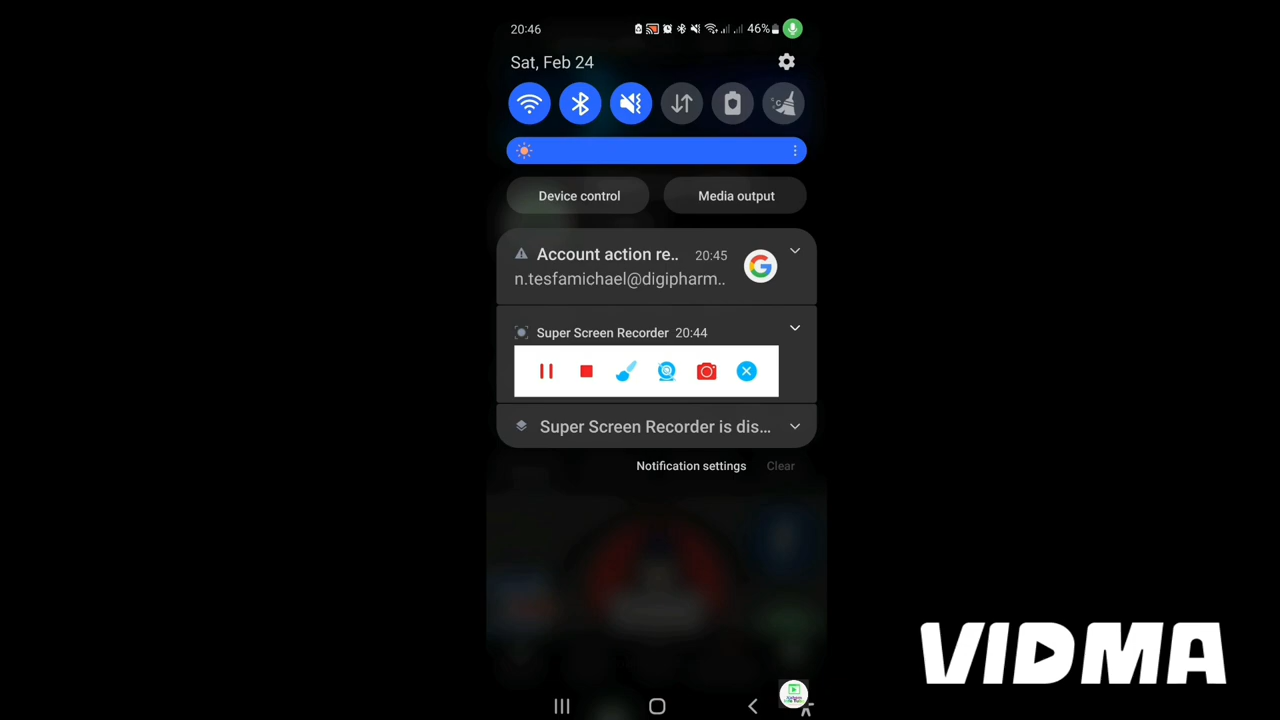 20:46
46%
Sat, Feb 24
Device control
Media output
Account action re..
20:45
n.tesfamichael@digipharm..
Super Screen Recorder 20:44
Super Screen Recorder is dis...
Notification settings
Clear
VIDMA